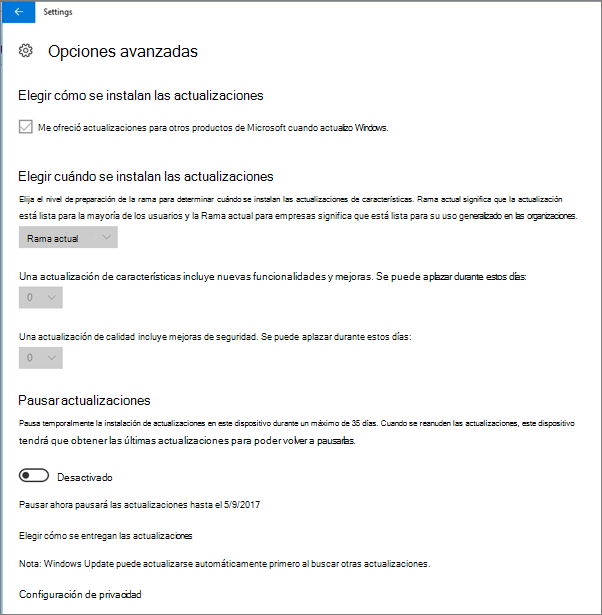 Settings
Opciones avanzadas
Elegir cómo se instalan las actualizaciones
Me ofreció actualizaciones para otros productos de Microsoft cuando actualizo Windows.
Elegir cuándo se instalan las actualizaciones
Elija el nivel de preparación de la rama para determinar cuándo se instalan las actualizaciones de características. Rama actual significa que la actualización
está lista para la mayoría de los usuarios y la Rama actual para empresas significa que está lista para su uso generalizado en las organizaciones.
Rama actual
Una actualización de características incluye nuevas funcionalidades y mejoras. Se puede aplazar durante estos días:
0
Una actualización de calidad incluye mejoras de seguridad. Se puede aplazar durante estos días:
0
Pausar actualizaciones
Pausa temporalmente la instalación de actualizaciones en este dispositivo durante un máximo de 35 días. Cuando se reanuden las actualizaciones, este dispositivo
tendrá que obtener las últimas actualizaciones para poder volver a pausarlas.
Desactivado
Pausar ahora pausará las actualizaciones hasta el 5/9/2017
Elegir cómo se entregan las actualizaciones
Nota: Windows Update puede actualizarse automáticamente primero al buscar otras actualizaciones.
Configuración de privacidad